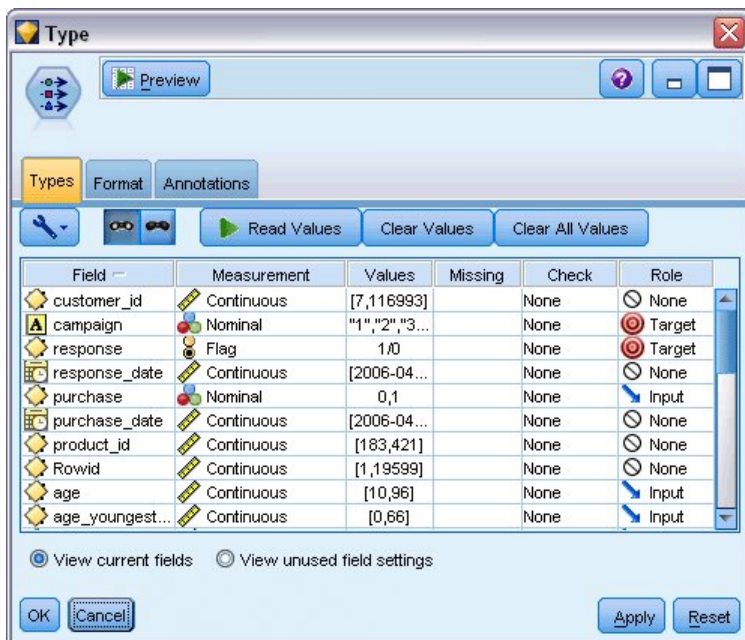 Type
Preview
Types Format Annotations
Read Values Clear Values Clear All Values
Field Measurement Values Missing Check Role
customer_id Continuous [7,116993] None None
A campaign Nominal "1","2","3... None Target
response Flag 1/0 None Target
response_date Continuous [2006-04... None None
purchase Nominal 0,1 None Input
purchase_date Continuous [2006-04... None None
product_id Continuous [183,421] None None
Rowid Continuous [1,19599] None None
age Continuous [10,96] None Input
age_youngest... Continuous [0,66] None Input
View current fields View unused field settings
OK Cancel Apply Reset